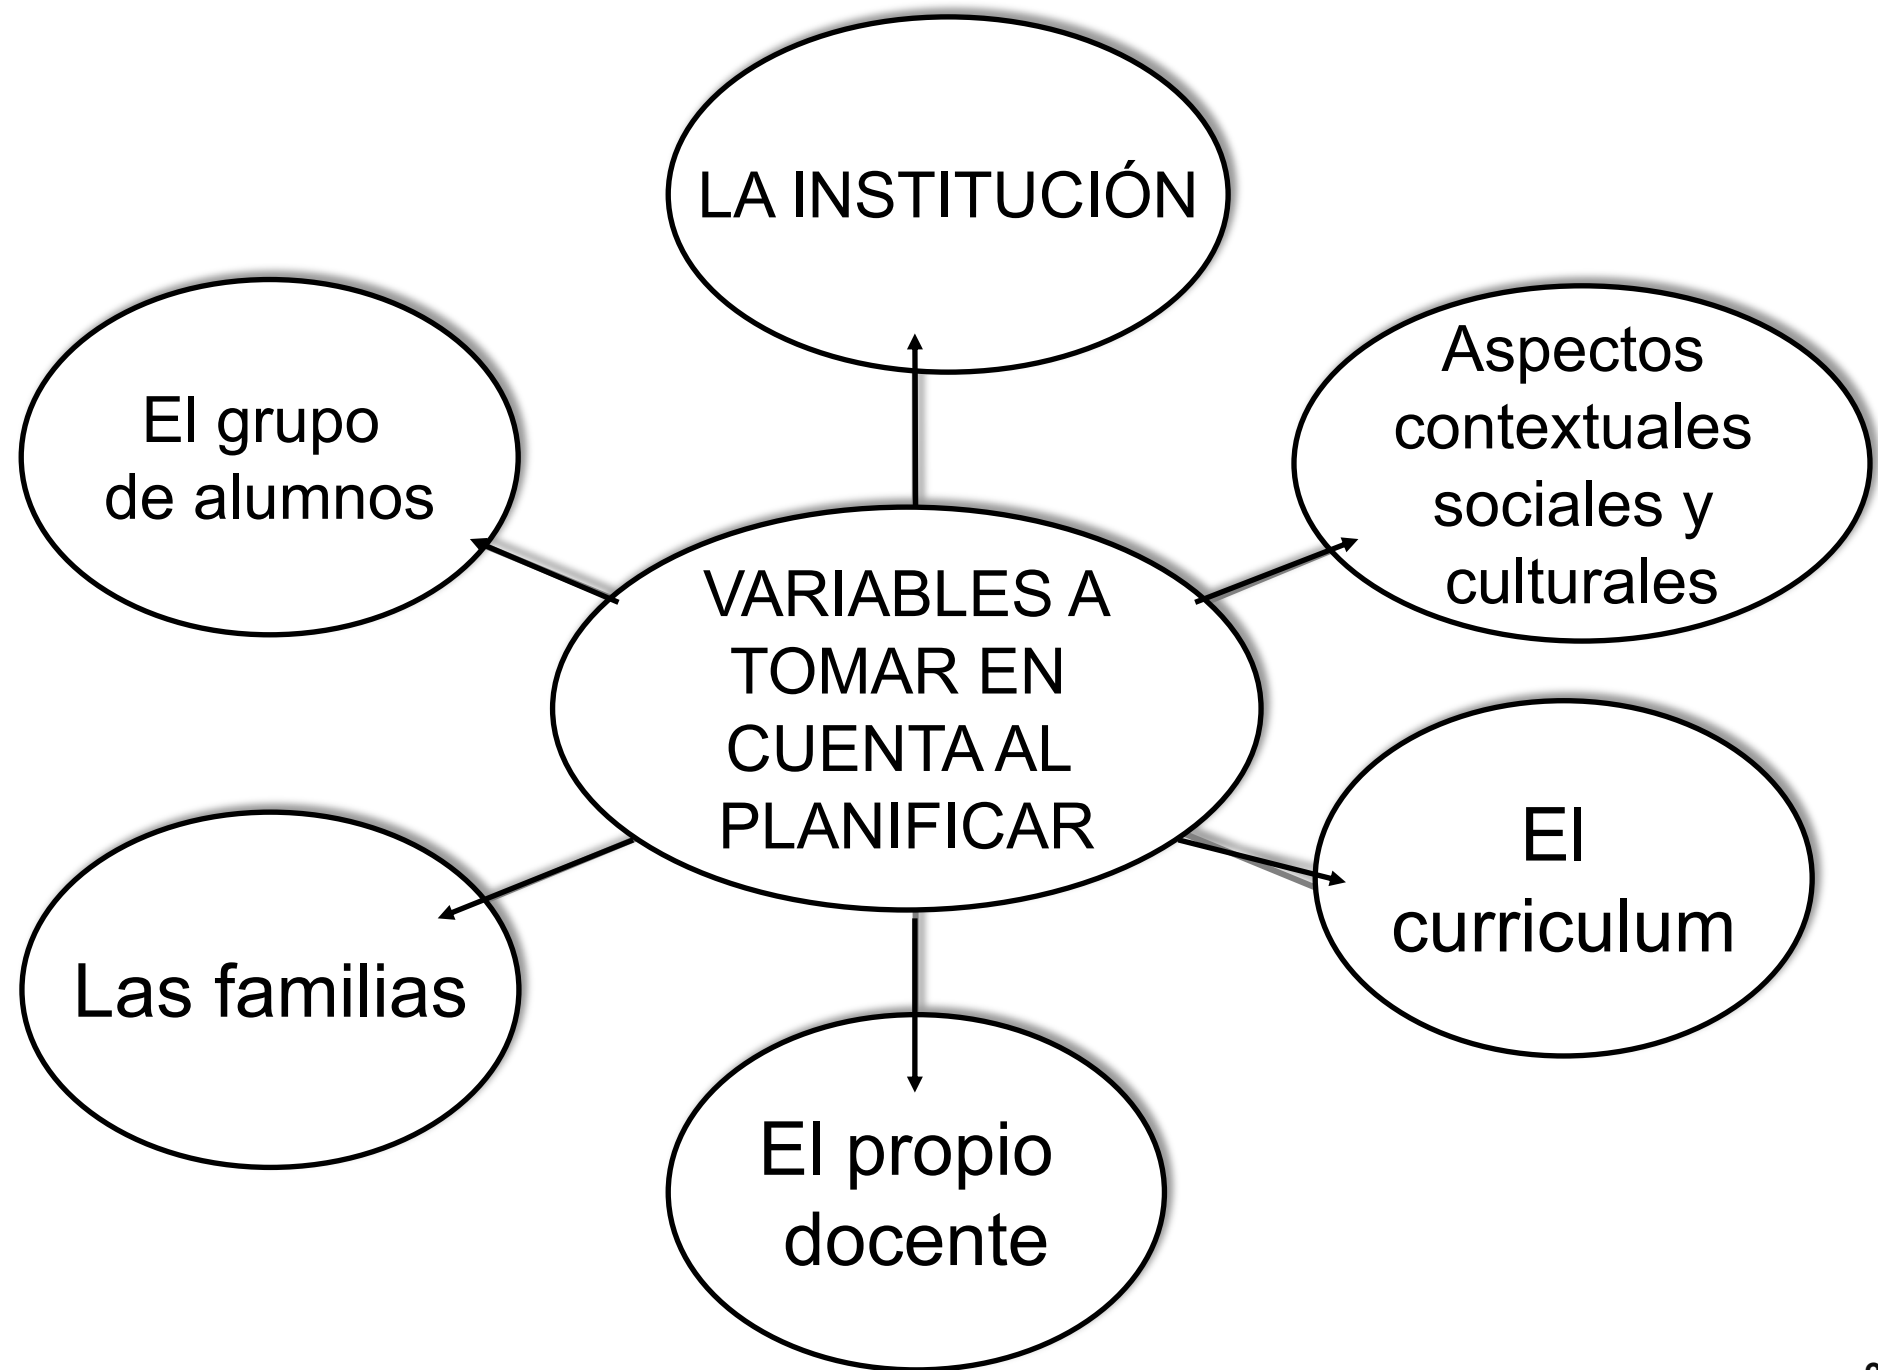 LA INSTITUCIÓN
El grupo
de alumnos
Aspectos
contextuales
sociales y
culturales
VARIABLES A
TOMAR EN
CUENTA AL
PLANIFICAR
El
curriculum
Las familias
El propio
docente